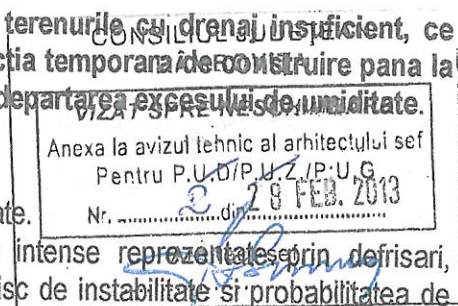 terenurile cu drenaj insuficient, ce
CONSILIUL JUDEȚEAN
ctia temporara de construire pana la
departarea excesului de umiditate.
VIZAT SPRE NESCHIMBARE
Anexa la avizul tehnic al arhitectului sef
Pentru P.U.D/P.U.Z./P.U.G.
Nr. 2 din 28 FEB. 2013
ate.
intense reprezentate prin defrisari,
isc de instabilitate si probabilitatea de